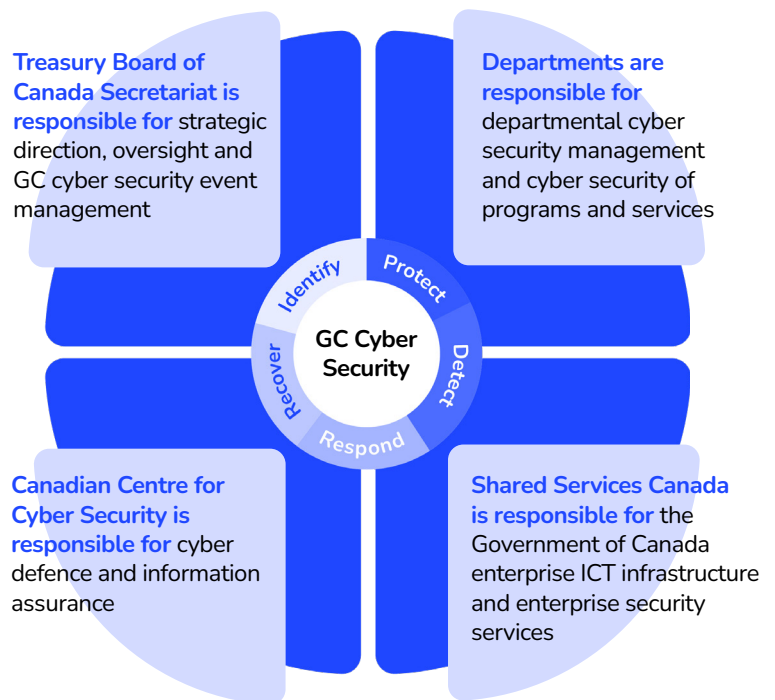 Treasury Board of
Canada Secretariat is
responsible for strategic
direction, oversight and
GC cyber security event
management
Departments are
responsible for
departmental cyber
security management
and cyber security of
programs and services
Identify
Protect
Detect
Respond
Recover
GC Cyber
Security
Canadian Centre for
Cyber Security is
responsible for cyber
defence and information
assurance
Shared Services Canada
is responsible for the
Government of Canada
enterprise ICT infrastructure
and enterprise security
services